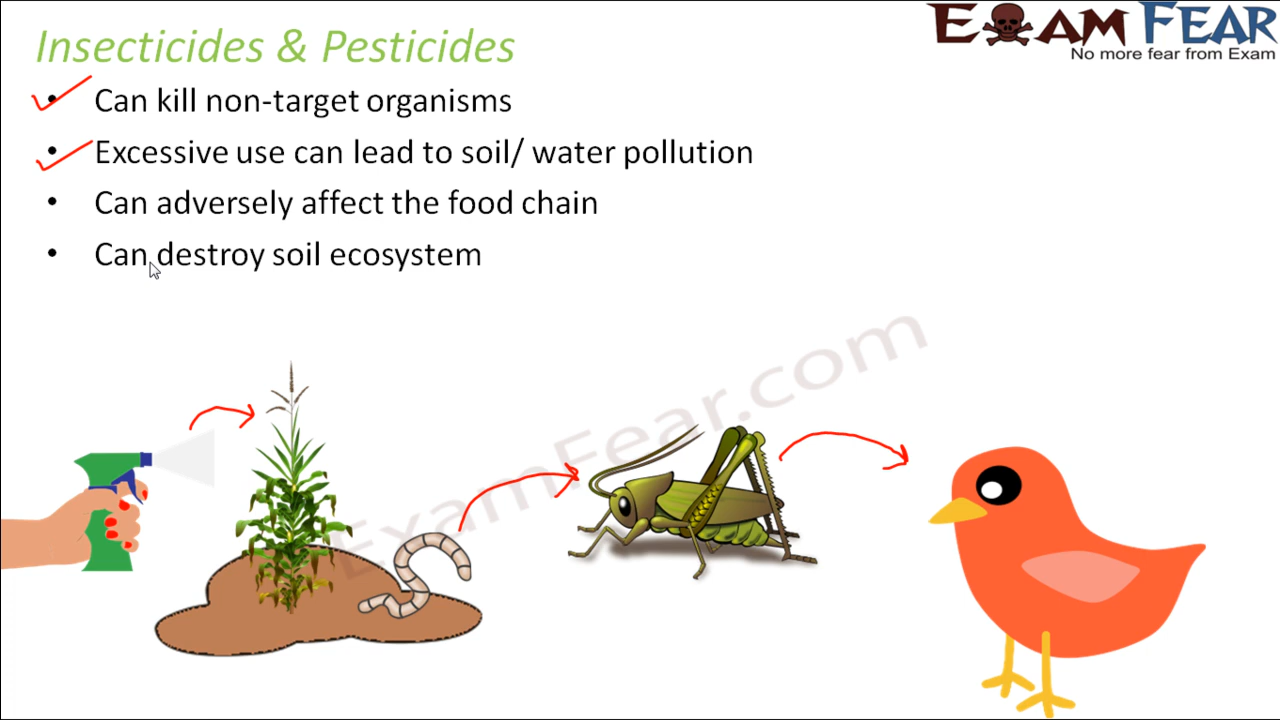 Insecticides & Pesticides
EXAM FEAR
No more fear from Exam
• Can kill non-target organisms
• Excessive use can lead to soil/ water pollution
• Can adversely affect the food chain
• Can destroy soil ecosystem
ExamFear.com